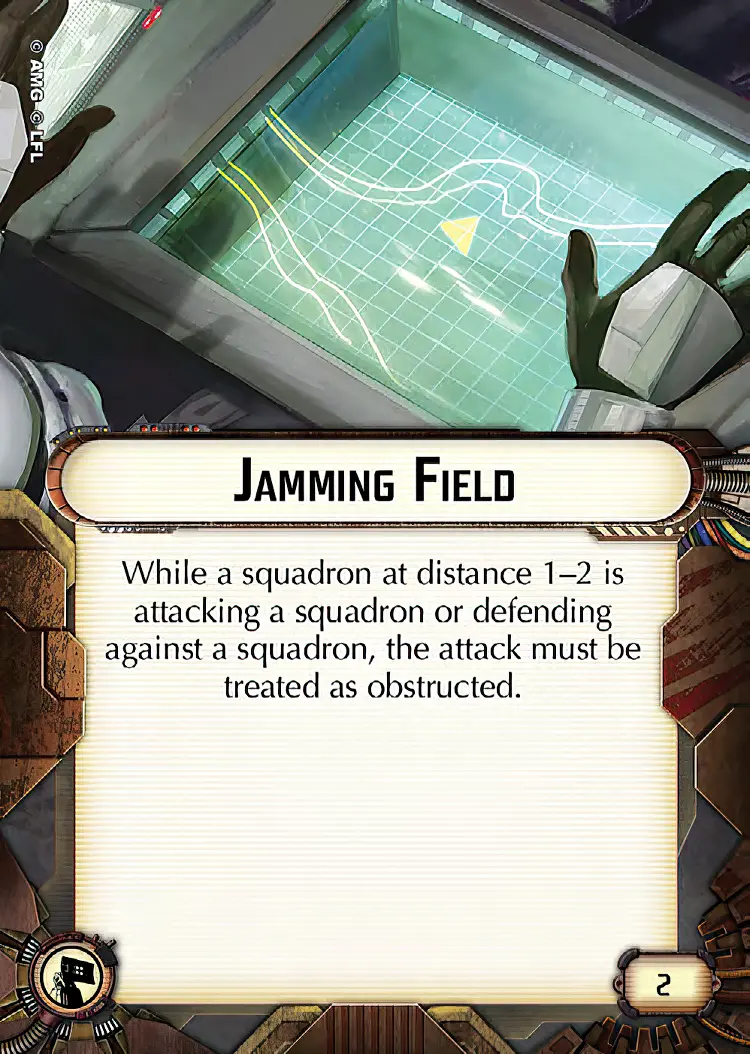 © AMG © LFL
Jamming Field
While a squadron at distance 1–2 is
attacking a squadron or defending
against a squadron, the attack must be
treated as obstructed.
2